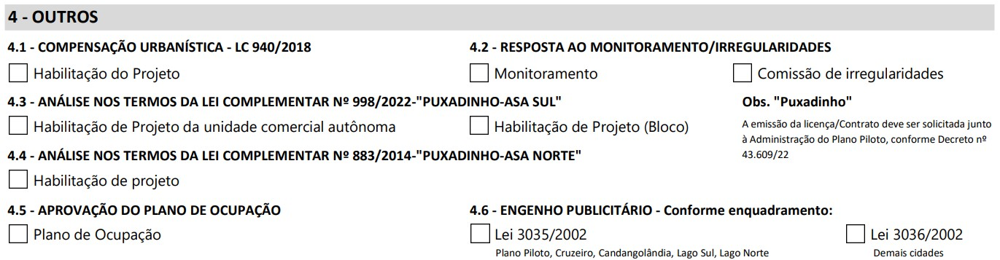 4 - OUTROS
4.1 - COMPENSAÇÃO URBANÍSTICA - LC 940/2018
Habilitação do Projeto
4.2 - RESPOSTA AO MONITORAMENTO/IRREGULARIDADES
Monitoramento
Comissão de irregularidades
4.3 - ANÁLISE NOS TERMOS DA LEI COMPLEMENTAR Nº 998/2022-"PUXADINHO-ASA SUL"
Habilitação de Projeto da unidade comercial autônoma
Habilitação de Projeto (Bloco)
Obs. "Puxadinho"
A emissão da licença/Contrato deve ser solicitada junto
à Administração do Plano Piloto, conforme Decreto nº
43.609/22
4.4 - ANÁLISE NOS TERMOS DA LEI COMPLEMENTAR Nº 883/2014-"PUXADINHO-ASA NORTE"
Habilitação de projeto
4.5 - APROVAÇÃO DO PLANO DE OCUPAÇÃO
Plano de Ocupação
4.6 - ENGENHO PUBLICITÁRIO - Conforme enquadramento:
Lei 3035/2002
Plano Piloto, Cruzeiro, Candangolândia, Lago Sul, Lago Norte
Lei 3036/2002
Demais cidades